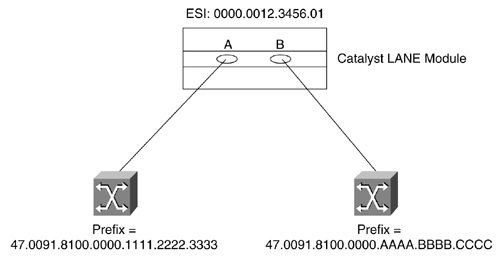 ESI: 0000.0012.3456.01
A B
Catalyst LANE Module
Prefix =
47.0091.8100.0000.1111.2222.3333
Prefix =
47.0091.8100.0000.AAAA.BBBB.CCCC